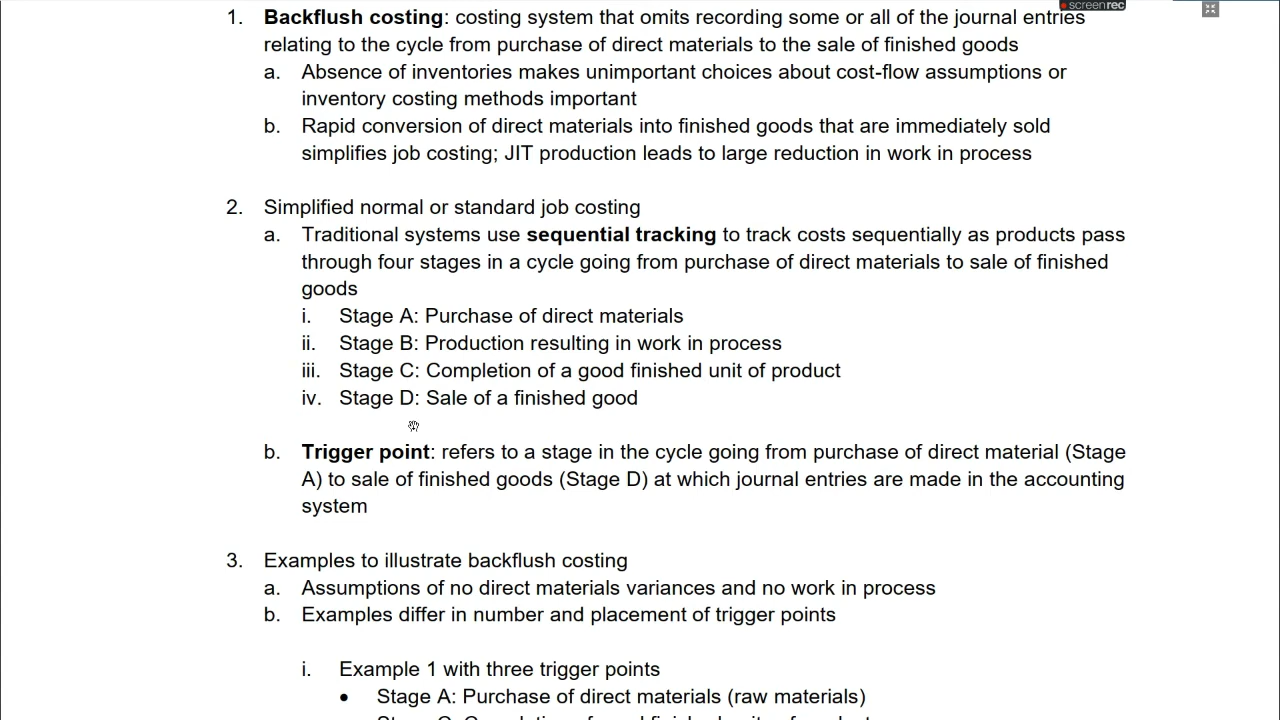 screenrec
1. Backflush costing: costing system that omits recording some or all of the journal entries
relating to the cycle from purchase of direct materials to the sale of finished goods
a. Absence of inventories makes unimportant choices about cost-flow assumptions or
inventory costing methods important
b. Rapid conversion of direct materials into finished goods that are immediately sold
simplifies job costing; JIT production leads to large reduction in work in process
2. Simplified normal or standard job costing
a. Traditional systems use sequential tracking to track costs sequentially as products pass
through four stages in a cycle going from purchase of direct materials to sale of finished
goods
i. Stage A: Purchase of direct materials
ii. Stage B: Production resulting in work in process
iii. Stage C: Completion of a good finished unit of product
iv. Stage D: Sale of a finished good
b. Trigger point: refers to a stage in the cycle going from purchase of direct material (Stage
A) to sale of finished goods (Stage D) at which journal entries are made in the accounting
system
3. Examples to illustrate backflush costing
a. Assumptions of no direct materials variances and no work in process
b. Examples differ in number and placement of trigger points
i. Example 1 with three trigger points
• Stage A: Purchase of direct materials (raw materials)